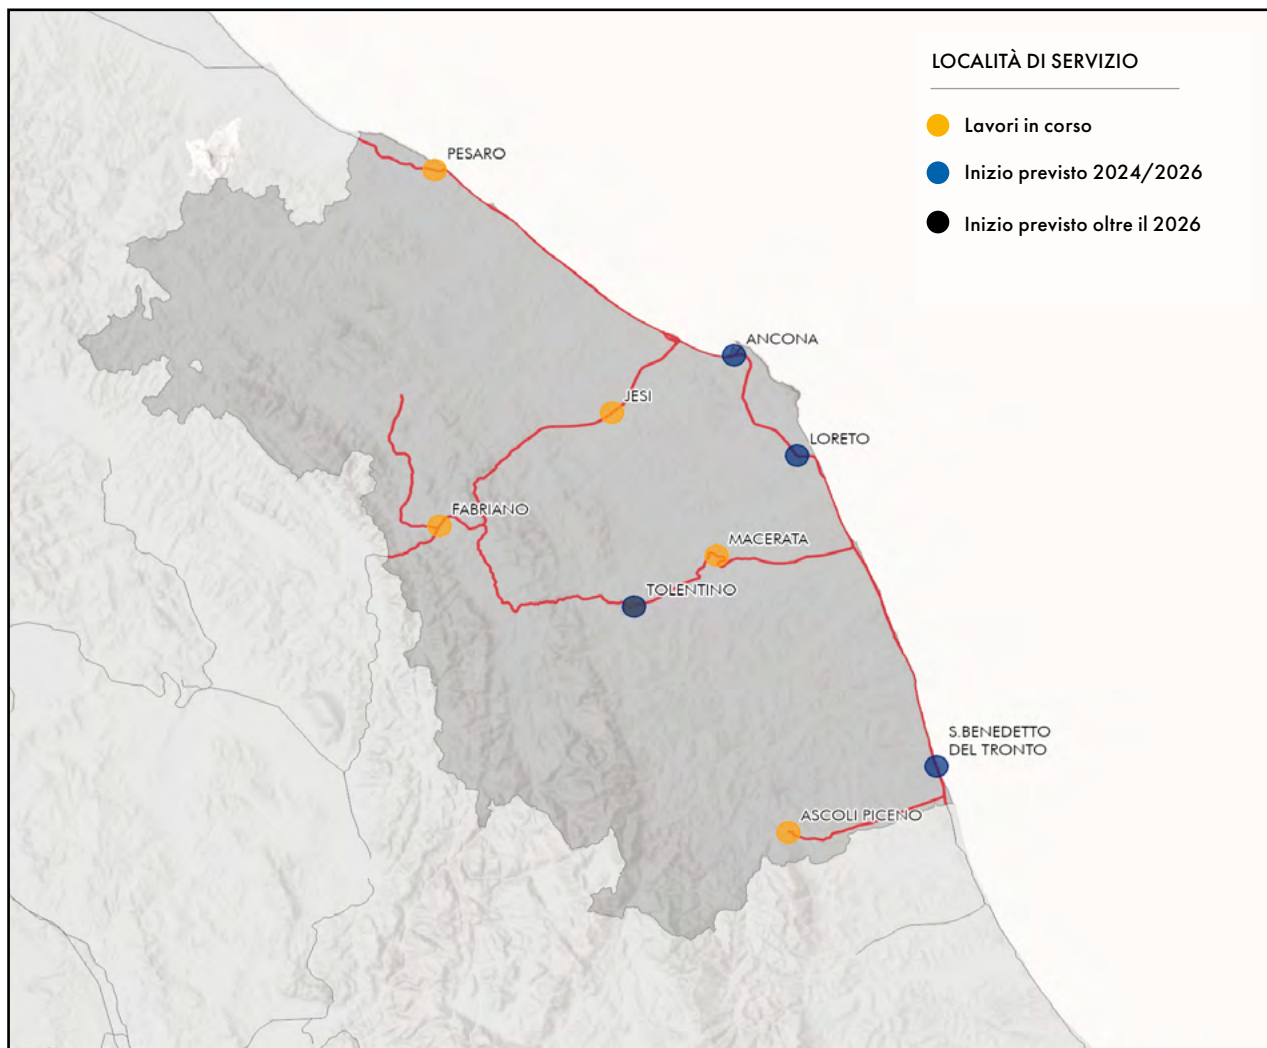 LOCALITÀ DI SERVIZIO
Lavori in corso
Inizio previsto 2024/2026
Inizio previsto oltre il 2026
PESARO
ANCONA
JESI
LORETO
FABRIANO
MACERATA
TOLENTINO
S.BENEDETTO
DEL TRONTO
ASCOLI PICENO